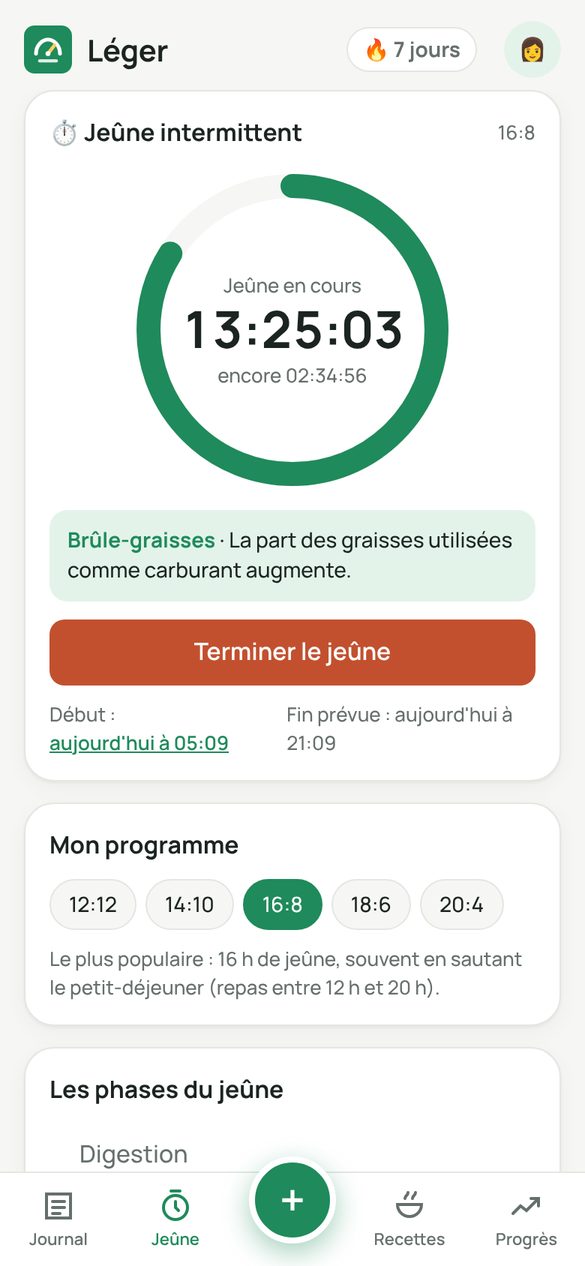 Léger
🔥 7 jours
⏱️ Jeûne intermittent
16:8
Jeûne en cours
13:25:03
encore 02:34:56
Brûle-graisses · La part des graisses utilisées
comme carburant augmente.
Terminer le jeûne
Début :
aujourd'hui à 05:09
Fin prévue : aujourd'hui à
21:09
Mon programme
12:12
14:10
16:8
18:6
20:4
Le plus populaire : 16 h de jeûne, souvent en sautant
le petit-déjeuner (repas entre 12 h et 20 h).
Les phases du jeûne
Digestion
+
Journal
Jeûne
Recettes
Progrès